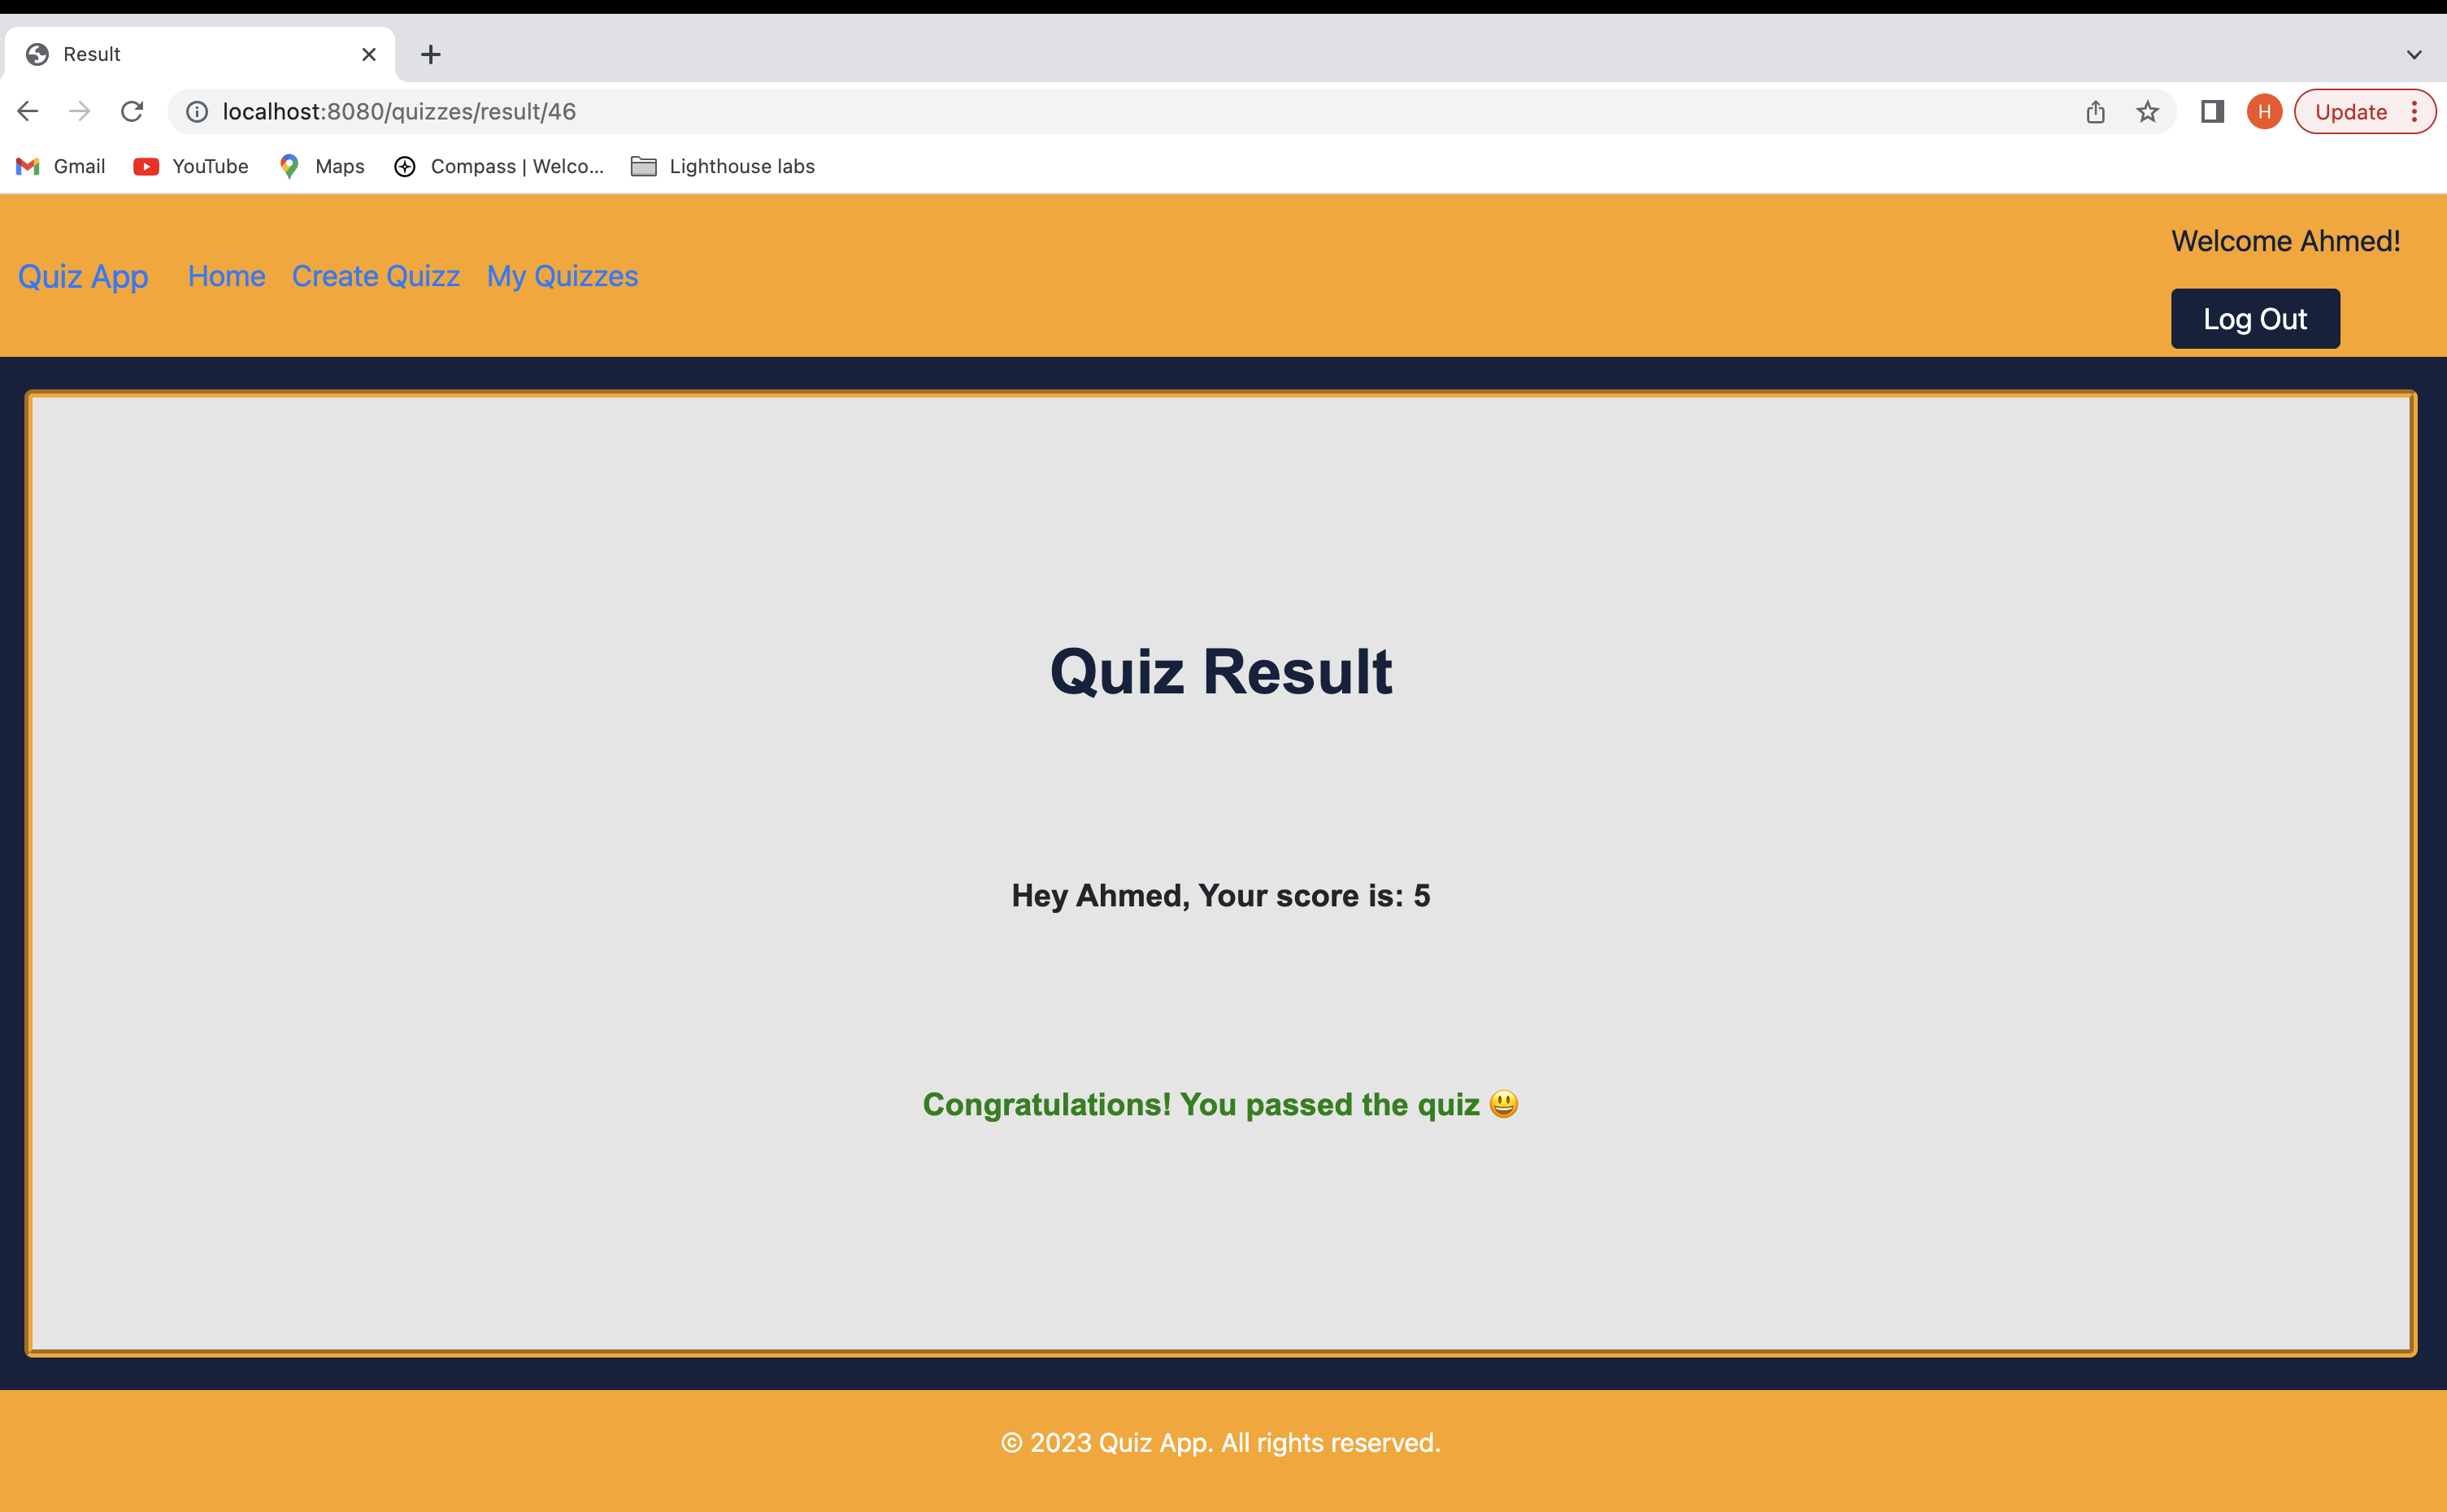 Result
localhost:8080/quizzes/result/46
H
Update
Gmail
YouTube
Maps
Compass | Welco...
Lighthouse labs
Welcome Ahmed!
Quiz App
Home
Create Quizz
My Quizzes
Log Out
Quiz Result
Hey Ahmed, Your score is: 5
Congratulations! You passed the quiz 😃
© 2023 Quiz App. All rights reserved.